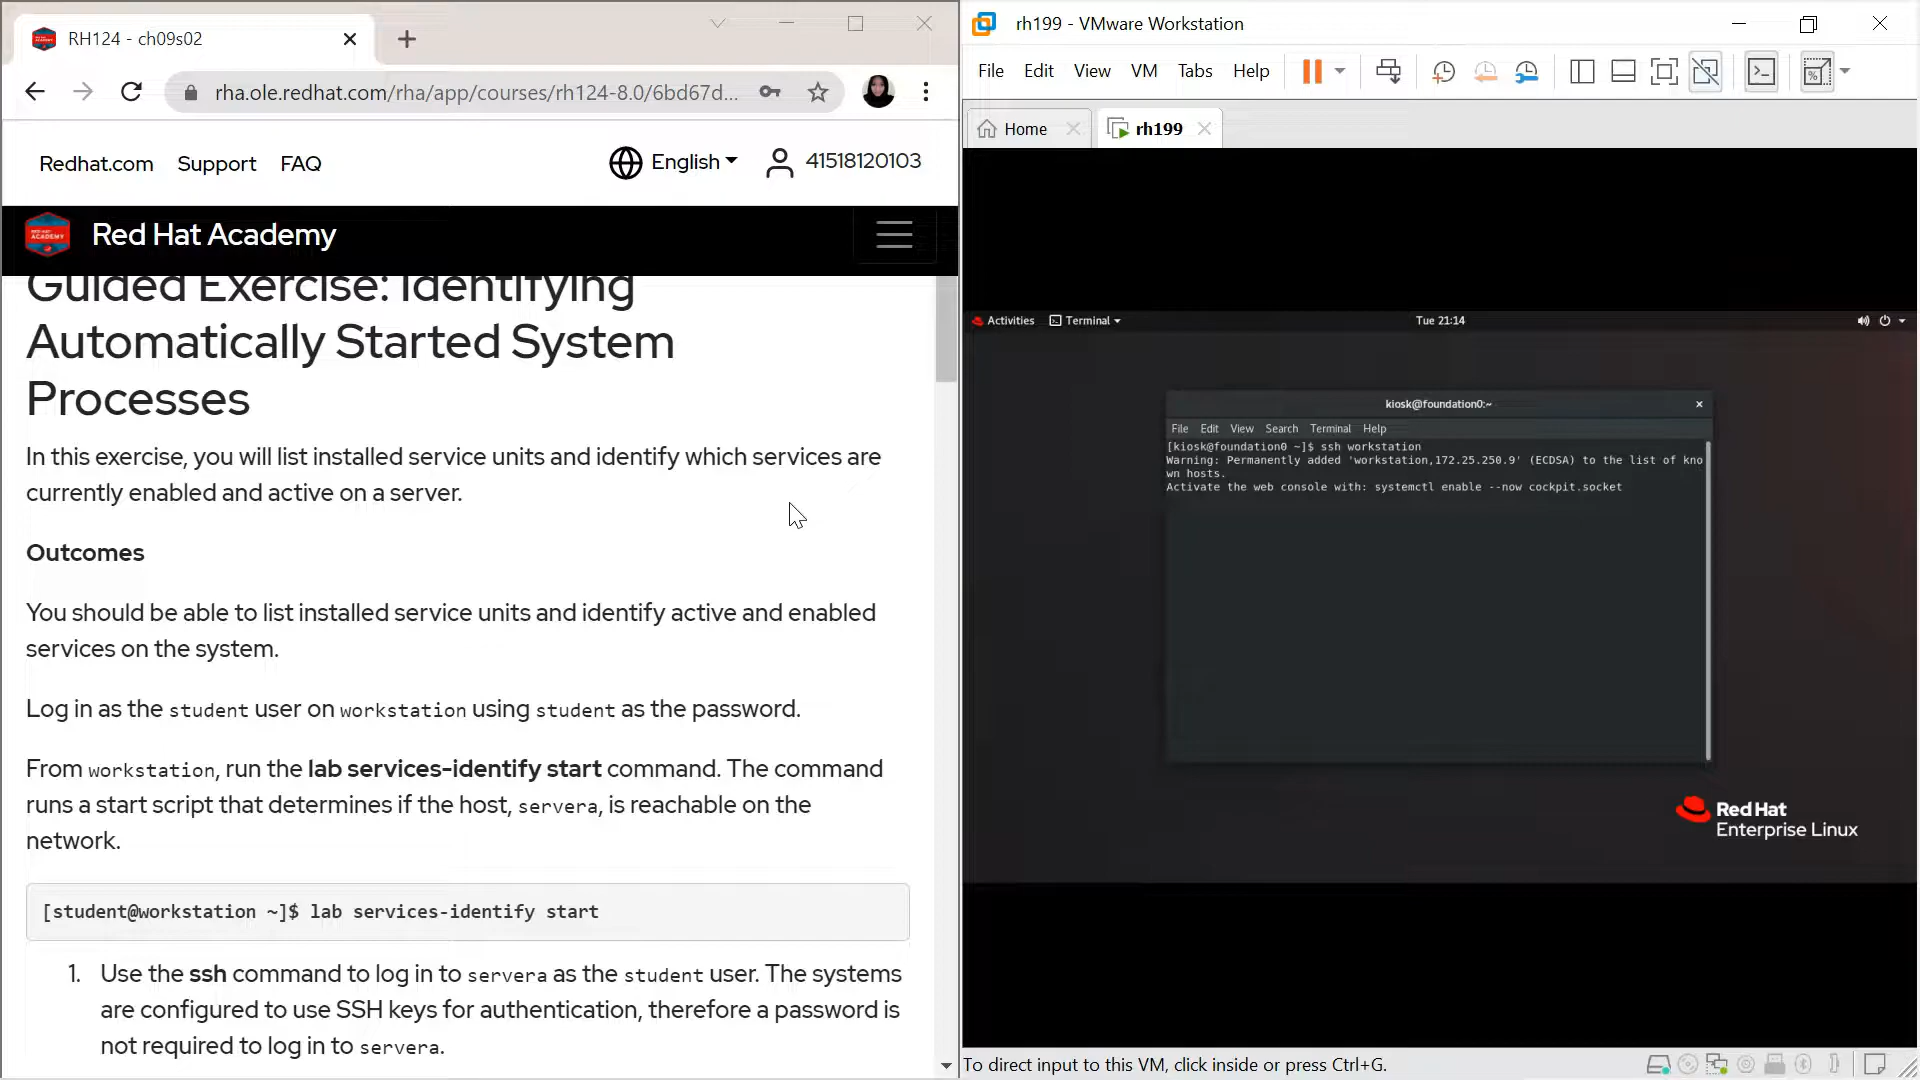 RH124 - ch09s02
rha.ole.redhat.com/rha/app/courses/rh124-8.0/6bd67d...
Redhat.com Support FAQ English 41518120103
RED HAT ACADEMY
Red Hat Academy
Guided Exercise: Identifying
Automatically Started System
Processes
In this exercise, you will list installed service units and identify which services are
currently enabled and active on a server.
Outcomes
You should be able to list installed service units and identify active and enabled
services on the system.
Log in as the student user on workstation using student as the password.
From workstation, run the lab services-identify start command. The command
runs a start script that determines if the host, servera, is reachable on the
network.
[student@workstation ~]$ lab services-identify start
1. Use the ssh command to log in to servera as the student user. The systems
are configured to use SSH keys for authentication, therefore a password is
not required to log in to servera.
rh199 - VMware Workstation
File Edit View VM Tabs Help
Home rh199
Activities Terminal Tue 21:14
kiosk@foundation0:~
File Edit View Search Terminal Help
[kiosk@foundation0 ~]$ ssh workstation
Warning: Permanently added 'workstation,172.25.250.9' (ECDSA) to the list of kno
wn hosts.
Activate the web console with: systemctl enable --now cockpit.socket
Red Hat
Enterprise Linux
To direct input to this VM, click inside or press Ctrl+G.